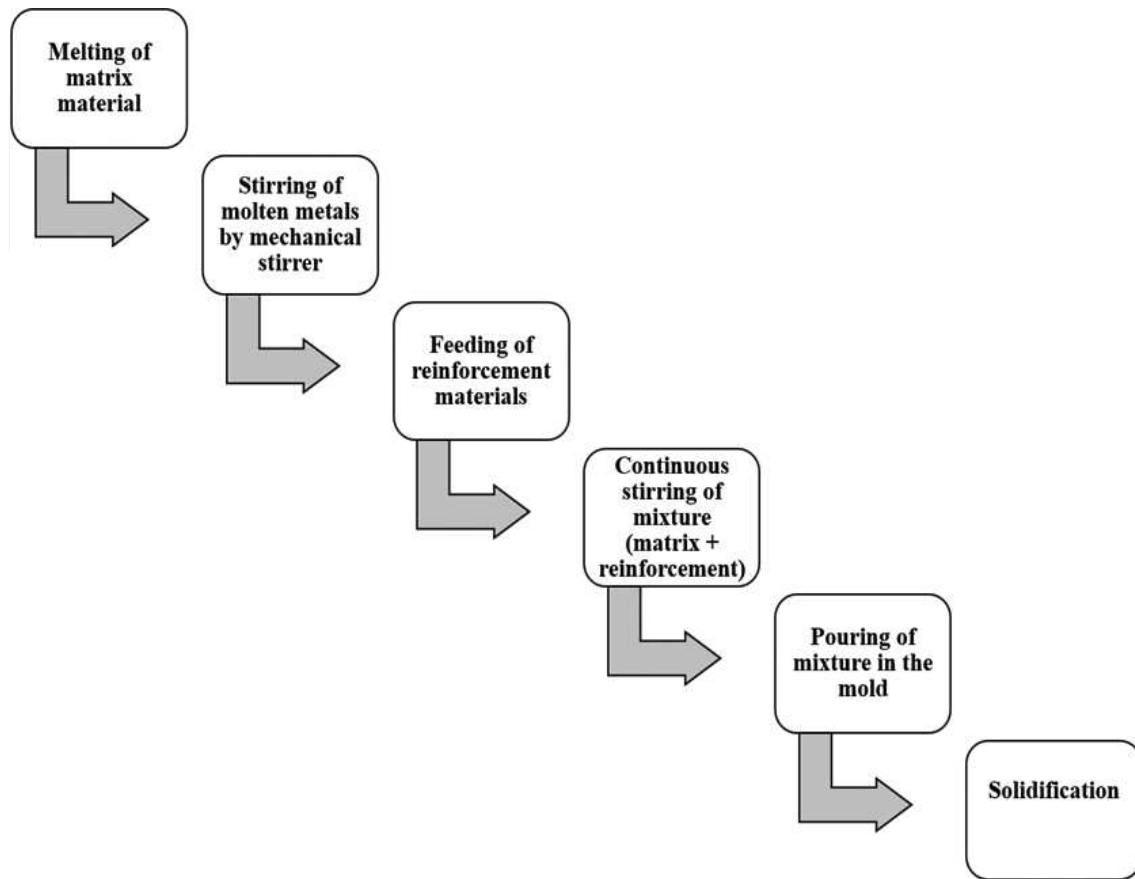 Melting of
matrix
material
Stirring of
molten metals
by mechanical
stirrer
Feeding of
reinforcement
materials
Continuous
stirring of
mixture
(matrix +
reinforcement)
Pouring of
mixture in the
mold
Solidification